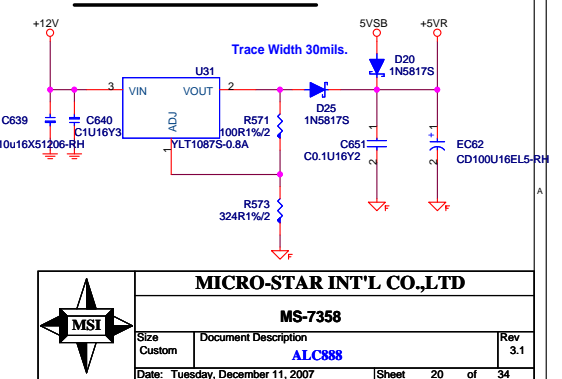 +12V
5VSB
+5VR
Trace Width 30mils.
D20
1N5817S
U31
3
VIN
VOUT
2
ADJ
1
YLT1087S-0.8A
D25
1N5817S
C639
10u16X51206-RH
C640
C1U16Y3
R571
100R1%/2
C651
C0.1U16Y2
1
2
+
1
2
EC62
CD100U16EL5-RH
A
R573
324R1%/2
F
F
F
MSI
MICRO-STAR INT'L CO.,LTD
MS-7358
Size
Custom
Document Description
ALC888
Rev
3.1
Date: Tuesday, December 11, 2007
Sheet 20 of 34